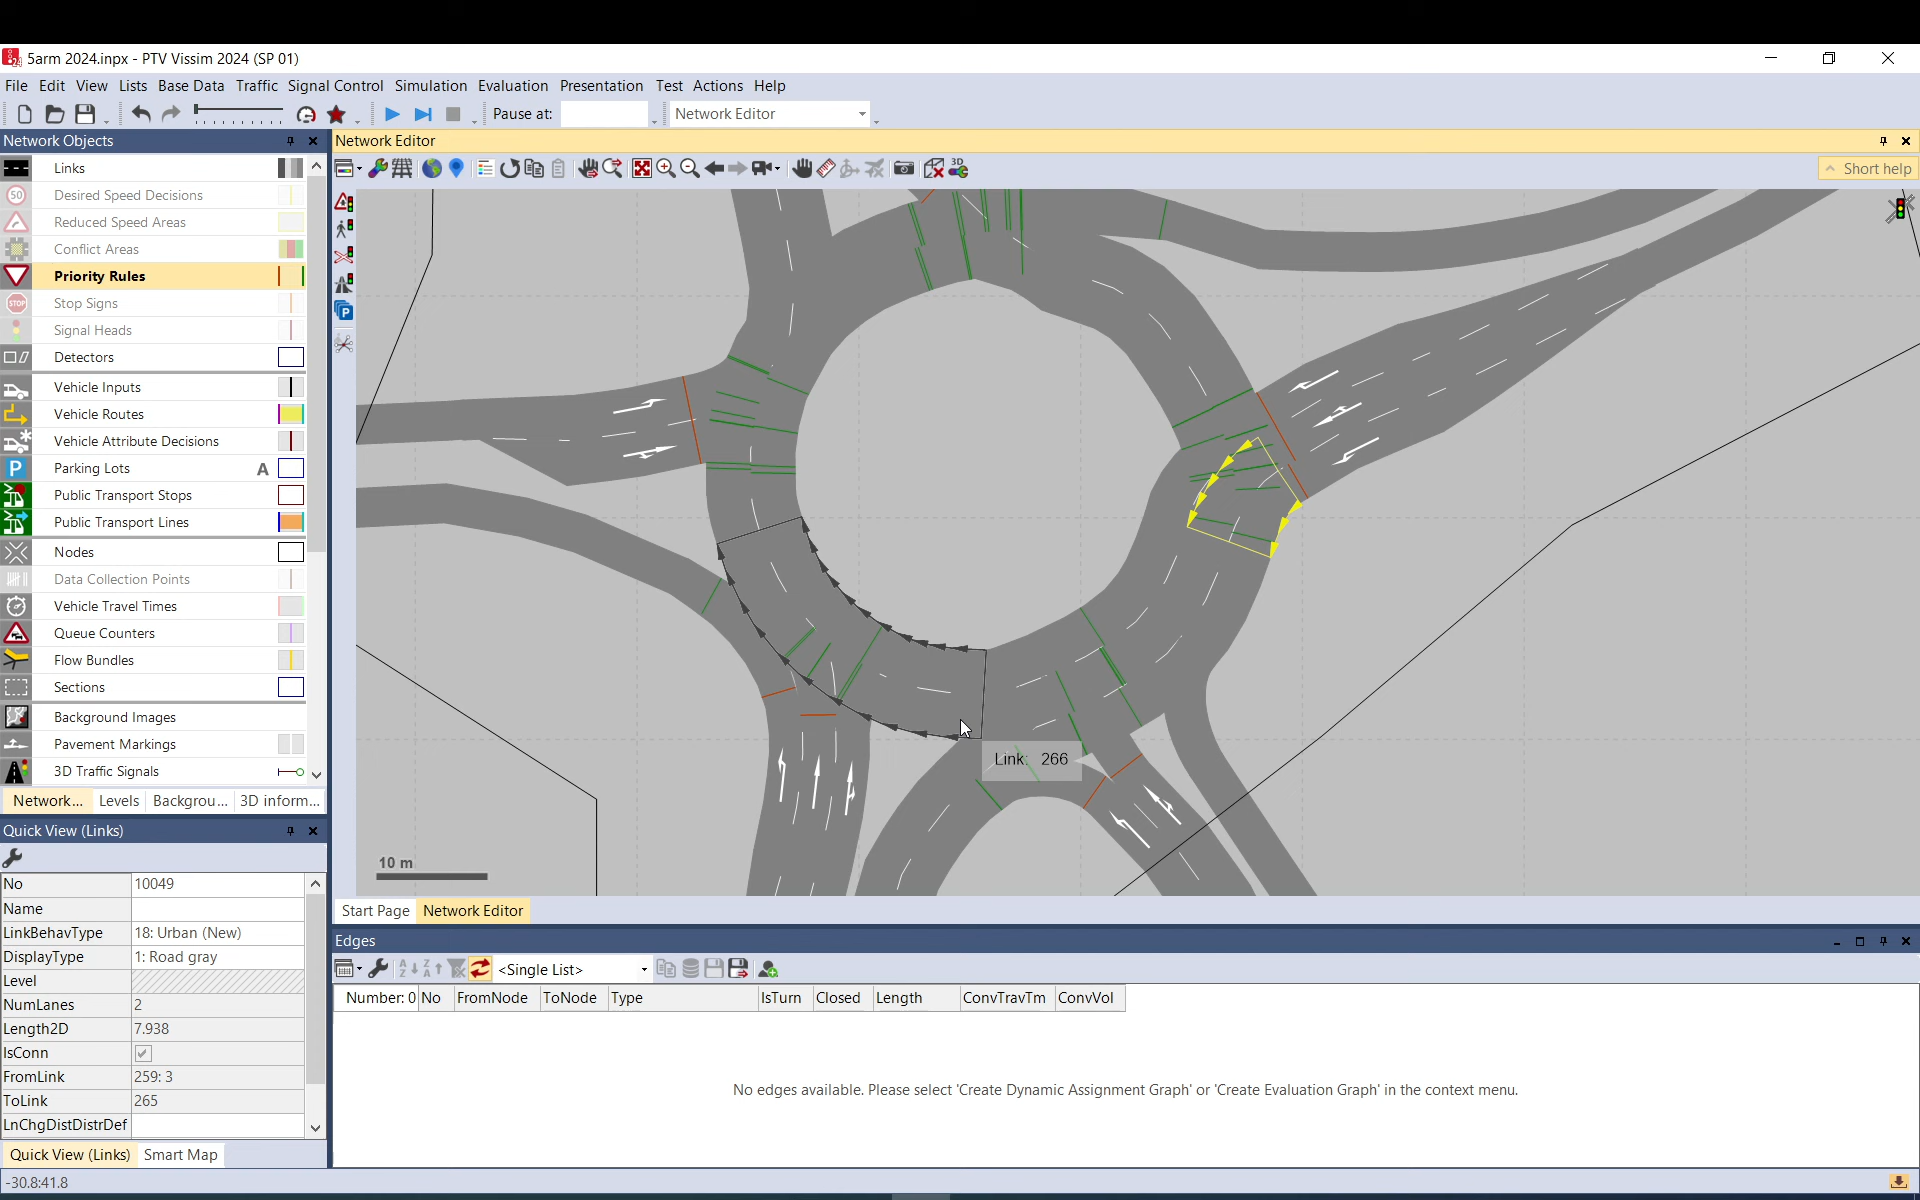 5arm 2024.inpx - PTV Vissim 2024 (SP 01)
File Edit View Lists Base Data Traffic Signal Control Simulation Evaluation Presentation Test Actions Help
Pause at: Network Editor
Network Objects
Links
50 Desired Speed Decisions
Reduced Speed Areas
Conflict Areas
Priority Rules
STOP Stop Signs
Signal Heads
Detectors
Vehicle Inputs
Vehicle Routes
Vehicle Attribute Decisions
P Parking Lots A
Public Transport Stops
Public Transport Lines
Nodes
Data Collection Points
Vehicle Travel Times
Queue Counters
Flow Bundles
Sections
Background Images
Pavement Markings
3D Traffic Signals
Network... Levels Backgrou... 3D inform...
Quick View (Links)
No 10049
Name
LinkBehavType 18: Urban (New)
DisplayType 1: Road gray
Level
NumLanes 2
Length2D 7.938
IsConn
FromLink 259: 3
ToLink 265
LnChgDistDistrDef
Quick View (Links) Smart Map
-30.8:41.8
Network Editor
3D
Short help
P
Link: 266
10 m
Start Page Network Editor
Edges
<Single List>
Number: 0 No FromNode ToNode Type IsTurn Closed Length ConvTravTm ConvVol
No edges available. Please select 'Create Dynamic Assignment Graph' or 'Create Evaluation Graph' in the context menu.